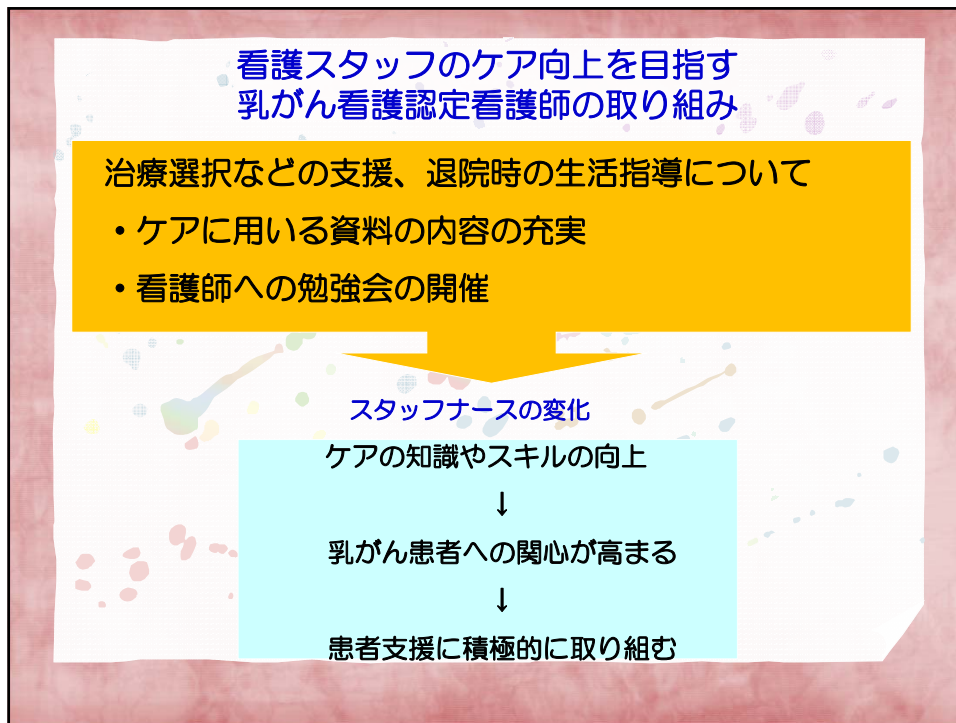 看護スタッフのケア向上を目指す
乳がん看護認定看護師の取り組み
治療選択などの支援、退院時の生活指導について
・ケアに用いる資料の内容の充実
・看護師への勉強会の開催
スタッフナースの変化
ケアの知識やスキルの向上
↓
乳がん患者への関心が高まる
↓
患者支援に積極的に取り組む